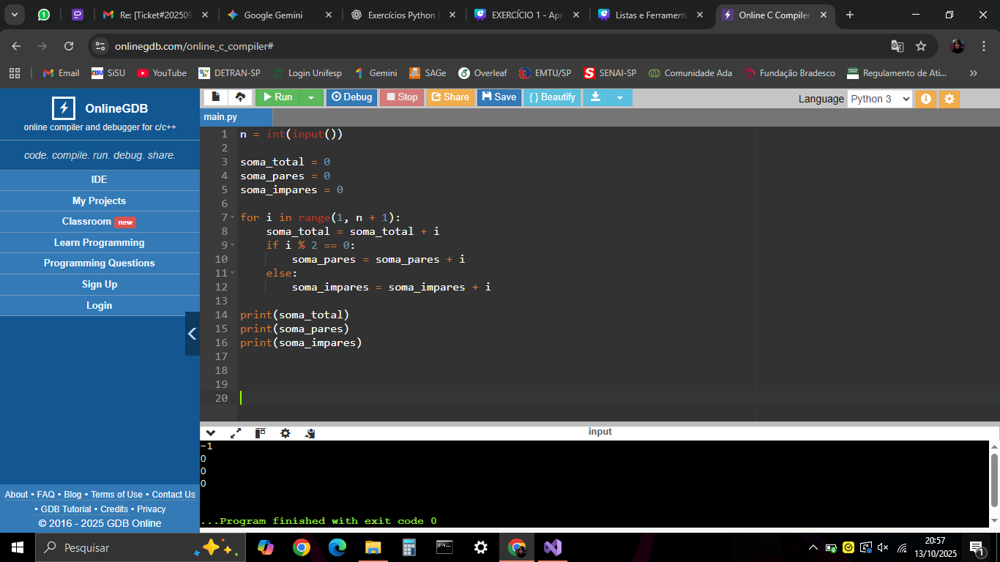 1
Re: [Ticket#202509
Google Gemini
Exercícios Python
EXERCÍCIO 1 - Apr
Listas e Ferrament
Online C Compiler
onlinegdb.com/online_c_compiler#
Email
SiSU
YouTube
DETRAN-SP
Login Unifesp
Gemini
SAGe
Overleaf
EMTU/SP
SENAI-SP
Comunidade Ada
Fundação Bradesco
Regulamento de Ati...
OnlineGDB
online compiler and debugger for c/c++
code. compile. run. debug. share.
IDE
My Projects
Classroom new
Learn Programming
Programming Questions
Sign Up
Login
About • FAQ • Blog • Terms of Use • Contact Us
• GDB Tutorial • Credits • Privacy
© 2016 - 2025 GDB Online
Run
Debug
Stop
Share
Save
{ } Beautify
Language Python 3
main.py
1 n = int(input())
2
3 soma_total = 0
4 soma_pares = 0
5 soma_impares = 0
6
7 for i in range(1, n + 1):
8 soma_total = soma_total + i
9 if i % 2 == 0:
10 soma_pares = soma_pares + i
11 else:
12 soma_impares = soma_impares + i
13
14 print(soma_total)
15 print(soma_pares)
16 print(soma_impares)
17
18
19
20
input
-1
0
0
0
...Program finished with exit code 0
Pesquisar
20:57
13/10/2025
1